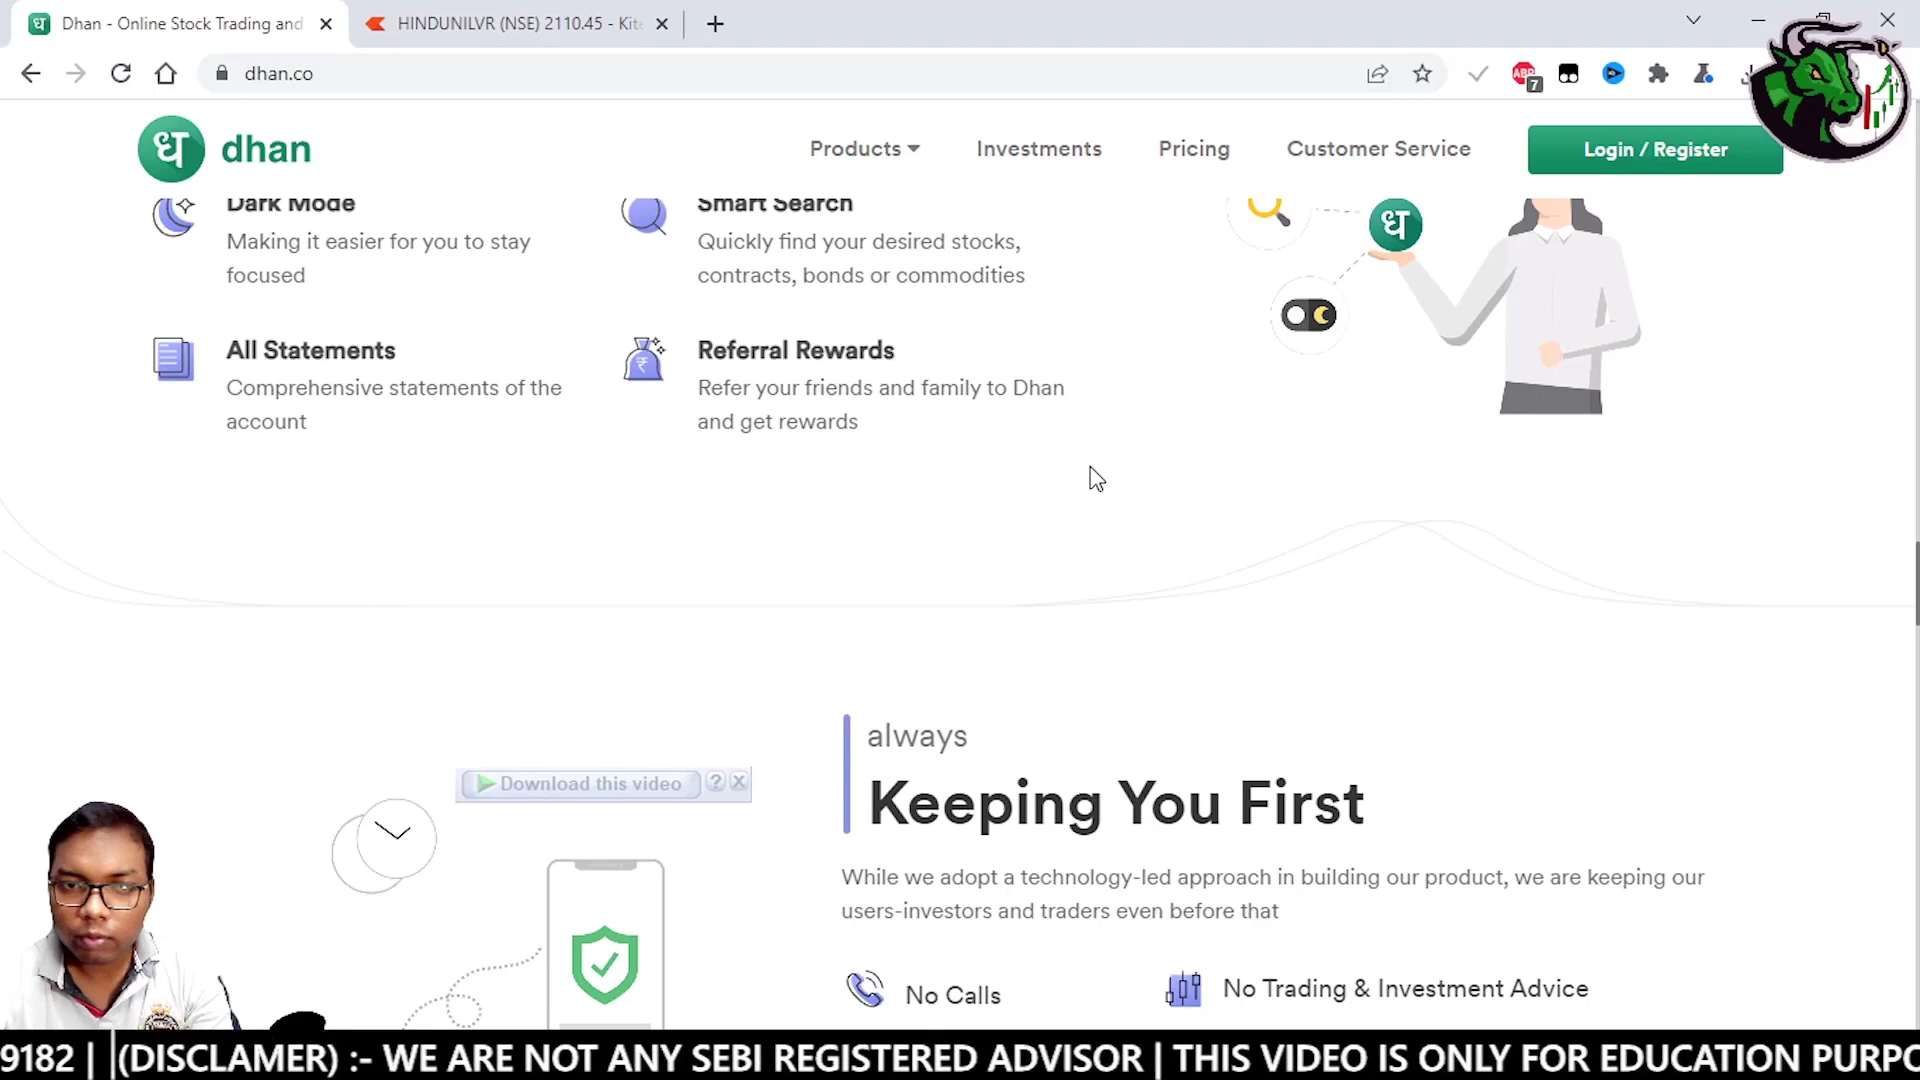 Dhan - Online Stock Trading and
HINDUNILVR (NSE) 2110.45 - Kite
dhan.co
ABP
7
ध dhan
Products
Investments
Pricing
Customer Service
Login / Register
Dark Mode
Making it easier for you to stay
focused
Smart Search
Quickly find your desired stocks,
contracts, bonds or commodities
ध
All Statements
Comprehensive statements of the
account
Referral Rewards
Refer your friends and family to Dhan
and get rewards
always
Keeping You First
While we adopt a technology-led approach in building our product, we are keeping our
users-investors and traders even before that
Download this video
No Calls
No Trading & Investment Advice
9182 | (DISCLAMER) :- WE ARE NOT ANY SEBI REGISTERED ADVISOR | THIS VIDEO IS ONLY FOR EDUCATION PURPO